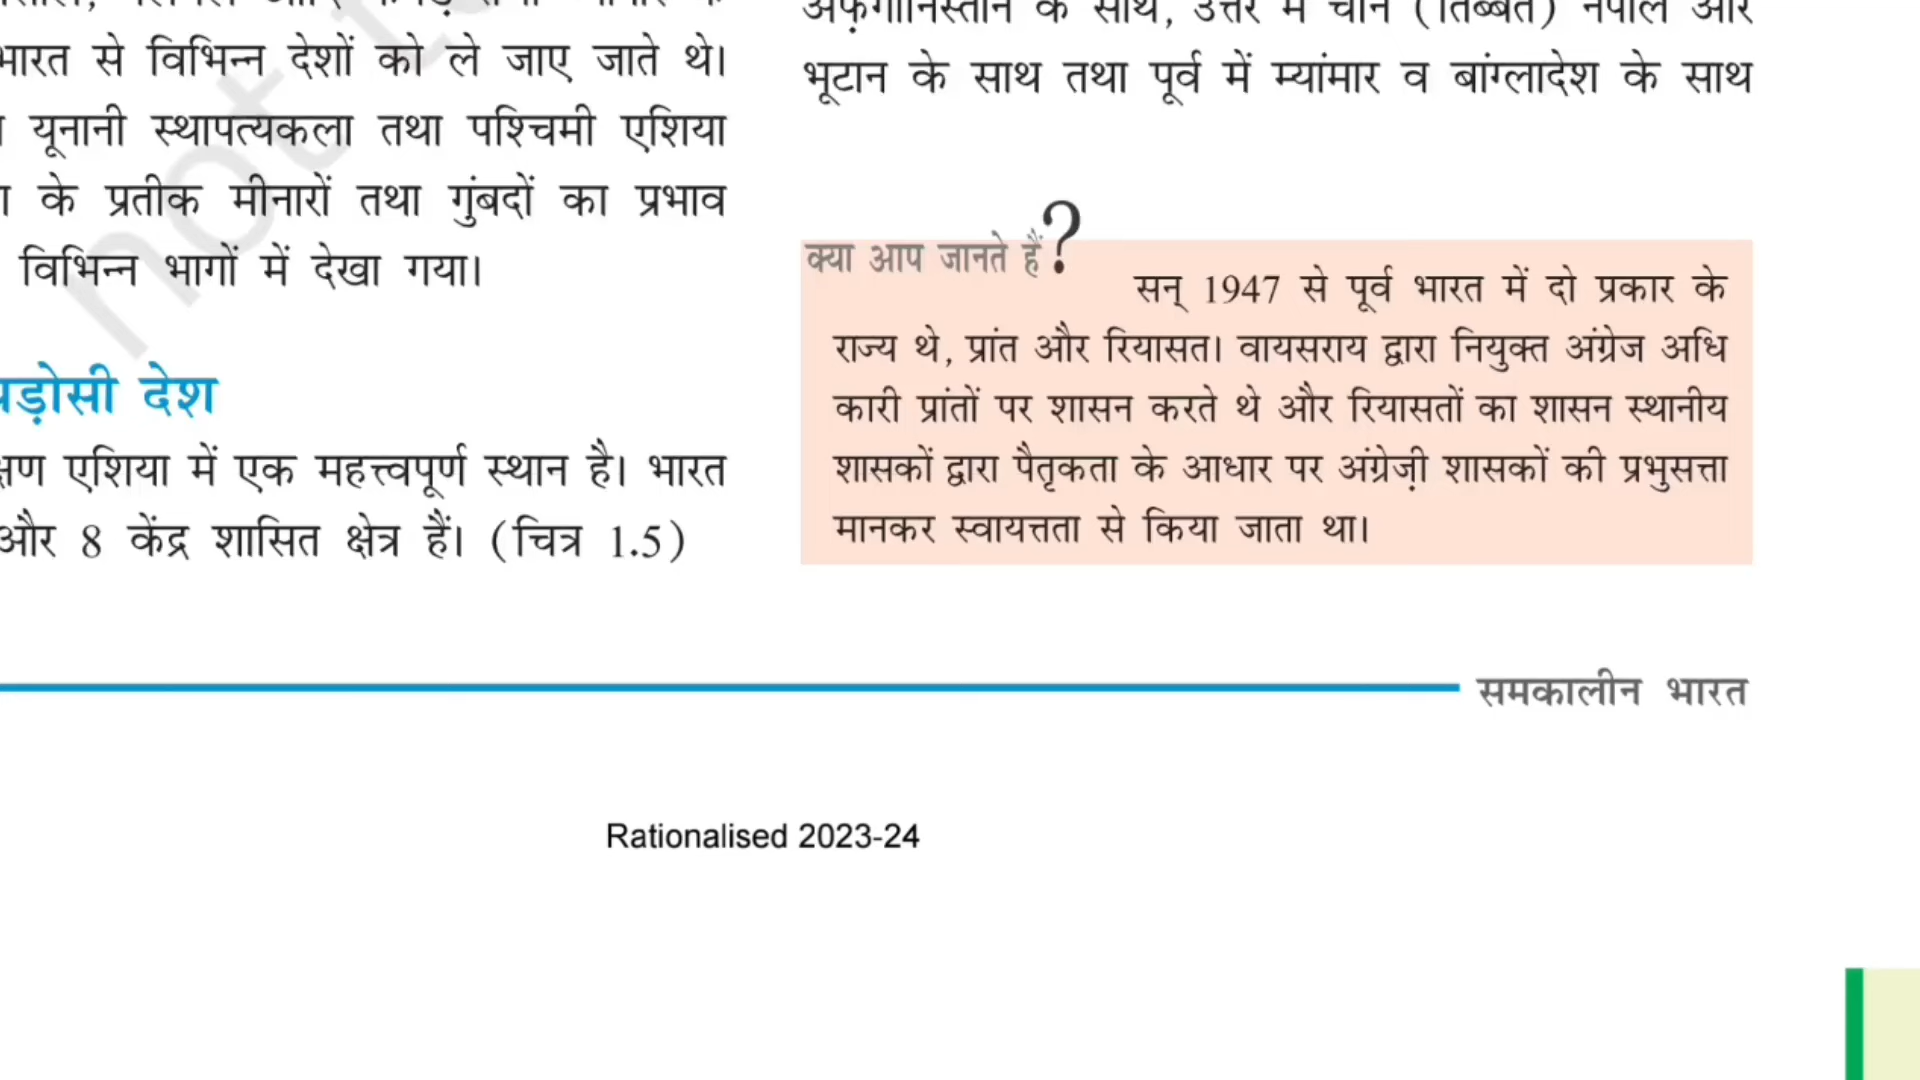 भारत से विभिन्न देशों को ले जाए जाते थे।
यूनानी स्थापत्यकला तथा पश्चिमी एशिया
के प्रतीक मीनारों तथा गुंबदों का प्रभाव
विभिन्न भागों में देखा गया।
पड़ोसी देश
एशिया में एक महत्त्वपूर्ण स्थान है। भारत
और 8 केंद्र शासित क्षेत्र हैं। (चित्र 1.5)
अफ़गानिस्तान के साथ, उत्तर में चीन (तिब्बत) नेपाल और
भूटान के साथ तथा पूर्व में म्यांमार व बांग्लादेश के साथ
क्या आप जानते हैं?
सन् 1947 से पूर्व भारत में दो प्रकार के
राज्य थे, प्रांत और रियासत। वायसराय द्वारा नियुक्त अंग्रेज अधि
कारी प्रांतों पर शासन करते थे और रियासतों का शासन स्थानीय
शासकों द्वारा पैतृकता के आधार पर अंग्रेज़ी शासकों की प्रभुसत्ता
मानकर स्वायत्तता से किया जाता था।
समकालीन भारत
Rationalised 2023-24
not